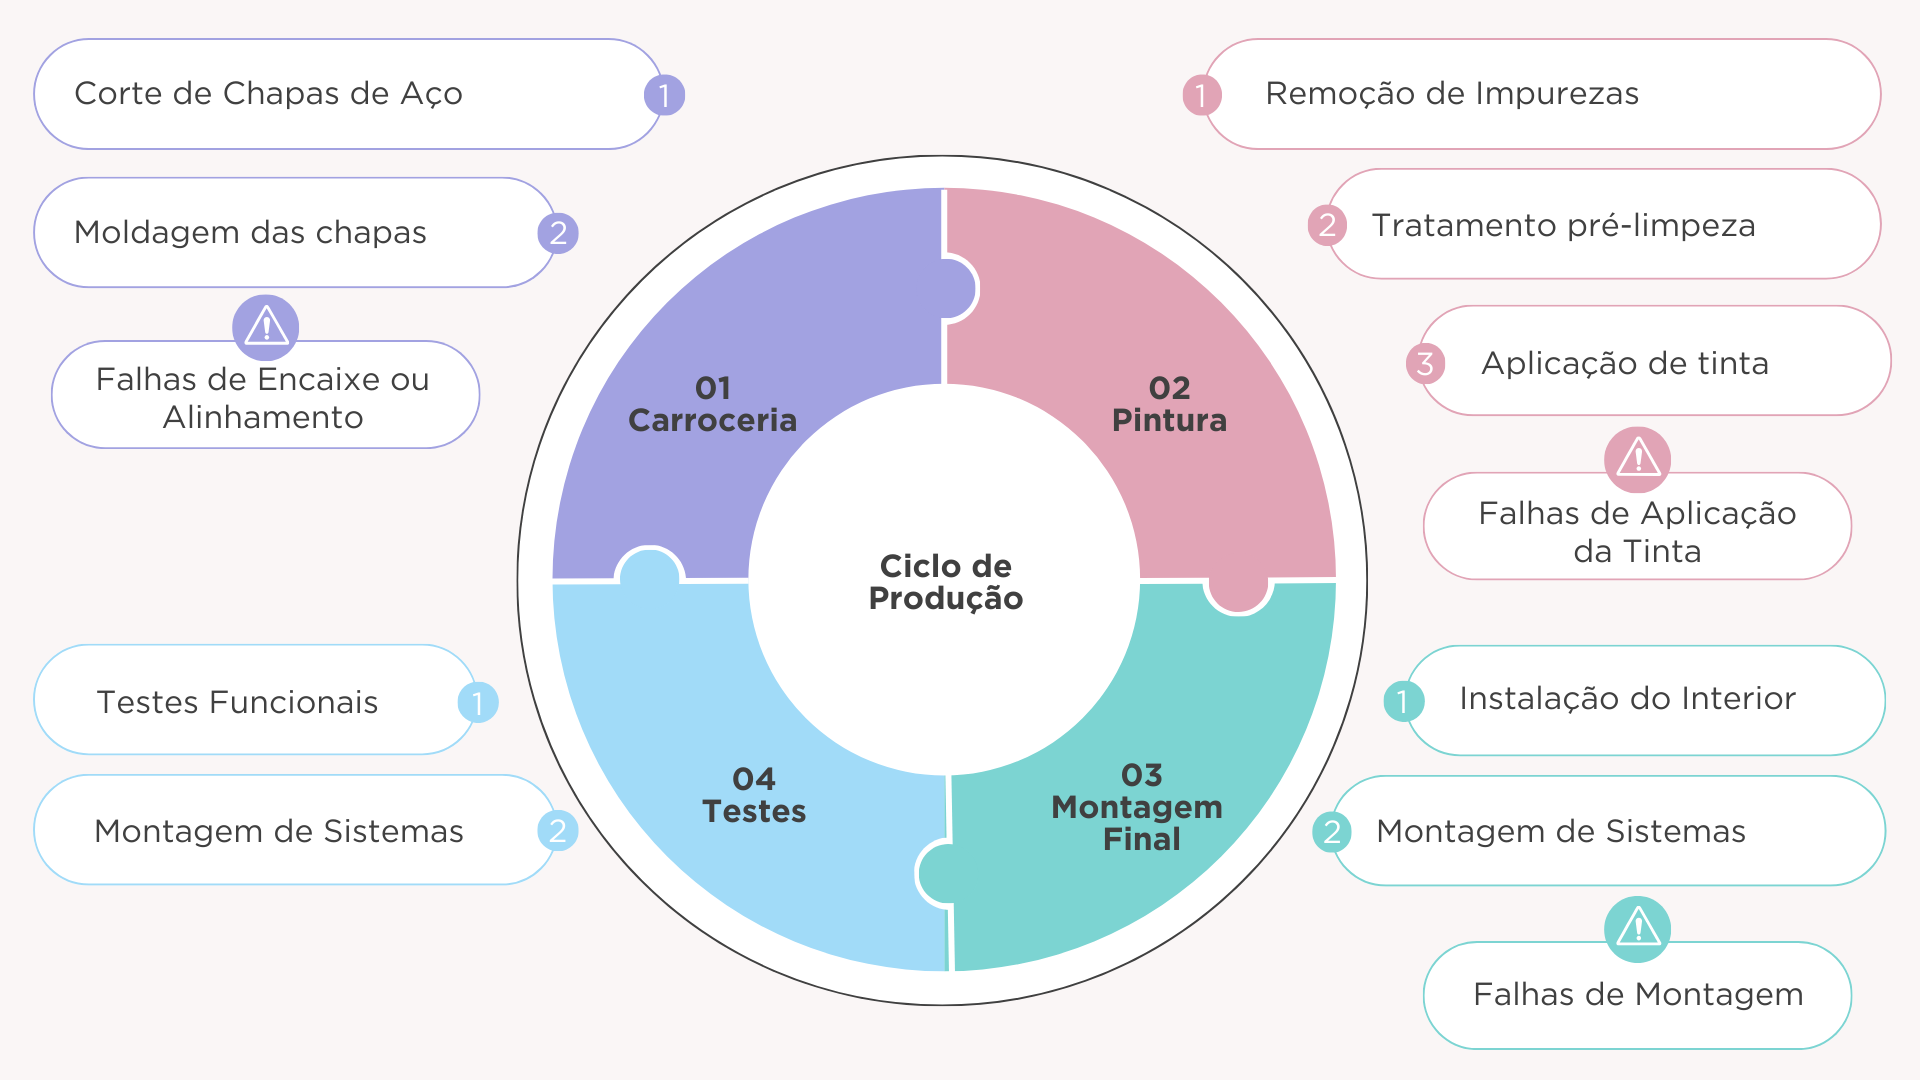 Corte de Chapas de Aço
1
Moldagem das chapas
2
Falhas de Encaixe ou
Alinhamento
1
Remoção de Impurezas
2
Tratamento pré-limpeza
3
Aplicação de tinta
Falhas de Aplicação
da Tinta
01
Carroceria
02
Pintura
Ciclo de
Produção
04
Testes
03
Montagem
Final
Testes Funcionais
1
Montagem de Sistemas
2
1
Instalação do Interior
2
Montagem de Sistemas
Falhas de Montagem